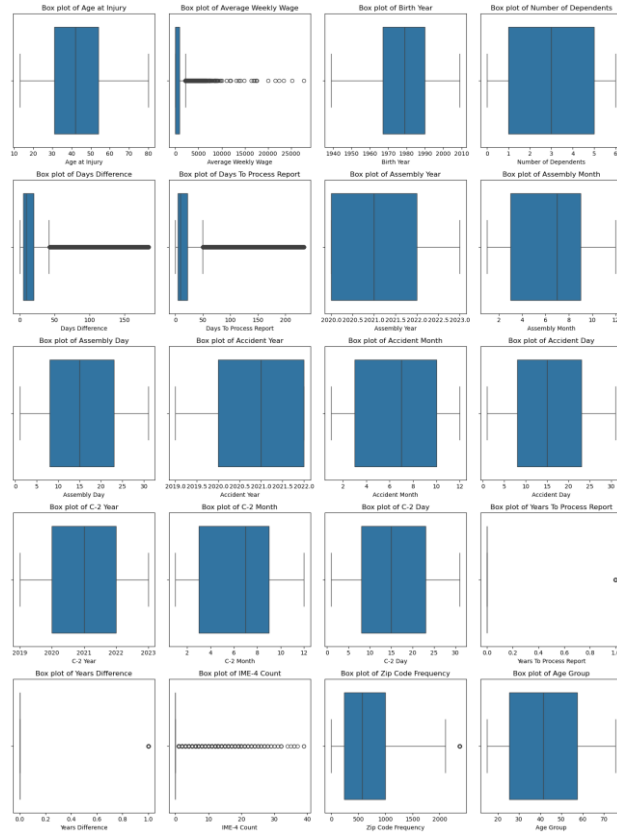 Box plot of Age at Injury
10 20 30 40 50 60 70 80
Age at Injury
Box plot of Average Weekly Wage
0 5000 10000 15000 20000 25000
Average Weekly Wage
Box plot of Birth Year
1940 1950 1960 1970 1980 1990 2000 2010
Birth Year
Box plot of Number of Dependents
0 1 2 3 4 5 6
Number of Dependents
Box plot of Days Difference
0 50 100 150
Days Difference
Box plot of Days To Process Report
0 50 100 150 200
Days To Process Report
Box plot of Assembly Year
2020.0 2020.5 2021.0 2021.5 2022.0 2022.5 2023.0
Assembly Year
Box plot of Assembly Month
2 4 6 8 10 12
Assembly Month
Box plot of Assembly Day
0 5 10 15 20 25 30
Assembly Day
Box plot of Accident Year
2019.0 2019.5 2020.0 2020.5 2021.0 2021.5 2022.0
Accident Year
Box plot of Accident Month
2 4 6 8 10 12
Accident Month
Box plot of Accident Day
0 5 10 15 20 25 30
Accident Day
Box plot of C-2 Year
2019 2020 2021 2022 2023
C-2 Year
Box plot of C-2 Month
2 4 6 8 10 12
C-2 Month
Box plot of C-2 Day
0 5 10 15 20 25 30
C-2 Day
Box plot of Years To Process Report
0.0 0.2 0.4 0.6 0.8 1.0
Years To Process Report
Box plot of Years Difference
0.0 0.2 0.4 0.6 0.8 1.0
Years Difference
Box plot of IME-4 Count
0 10 20 30 40
IME-4 Count
Box plot of Zip Code Frequency
0 500 1000 1500 2000
Zip Code Frequency
Box plot of Age Group
20 30 40 50 60 70
Age Group